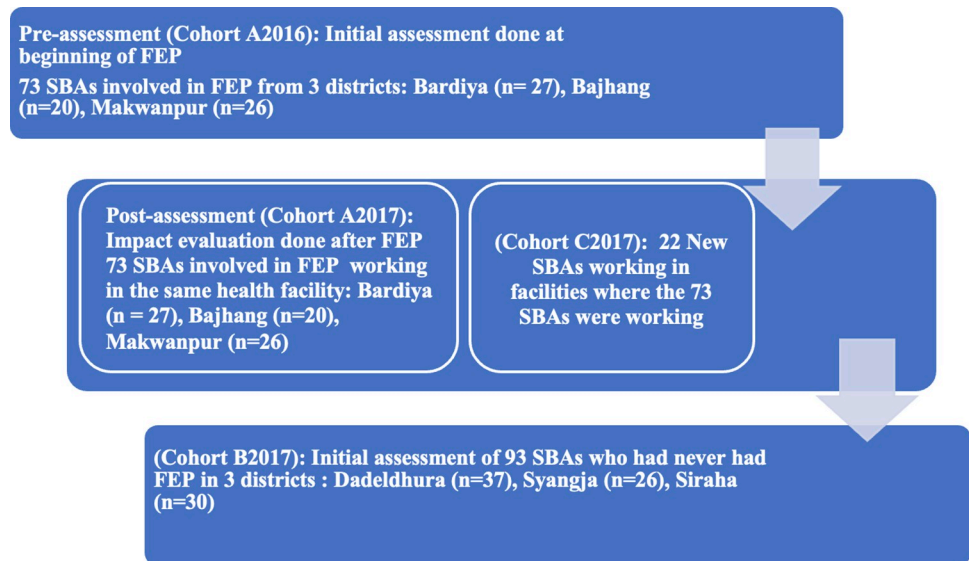 Pre-assessment (Cohort A2016): Initial assessment done at
beginning of FEP
73 SBAs involved in FEP from 3 districts: Bardiya (n= 27), Bajhang
(n=20), Makwanpur (n=26)
Post-assessment (Cohort A2017):
Impact evaluation done after FEP
73 SBAs involved in FEP working
in the same health facility: Bardiya
(n = 27), Bajhang (n=20),
Makwanpur (n=26)
(Cohort C2017): 22 New
SBAs working in
facilities where the 73
SBAs were working
(Cohort B2017): Initial assessment of 93 SBAs who had never had
FEP in 3 districts : Dadeldhura (n=37), Syangja (n=26), Siraha
(n=30)